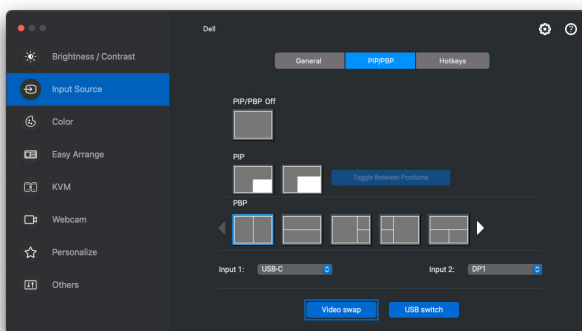 Dell
Brightness / Contrast
Input Source
Color
Easy Arrange
KVM
Webcam
Personalize
Others
General
PIP/PBP
Hotkeys
PIP/PBP Off
PIP
Toggle Between Positions
PBP
Input 1:
USB-C
Input 2:
DP1
Video swap
USB switch